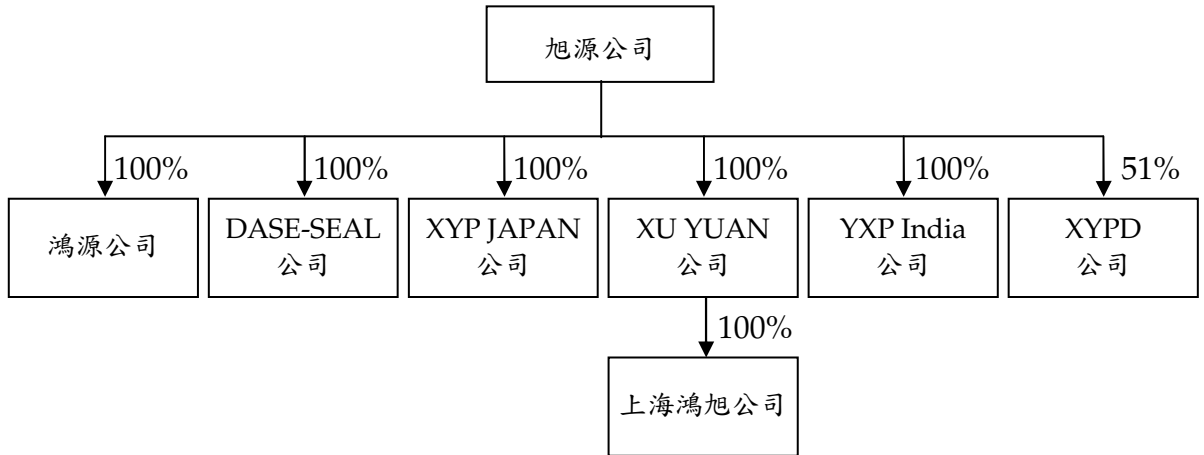 旭源公司
100%
100%
100%
100%
100%
51%
鴻源公司
DASE-SEAL
公司
XYP JAPAN
公司
XU YUAN
公司
YXP India
公司
XYPD
公司
100%
上海鴻旭公司